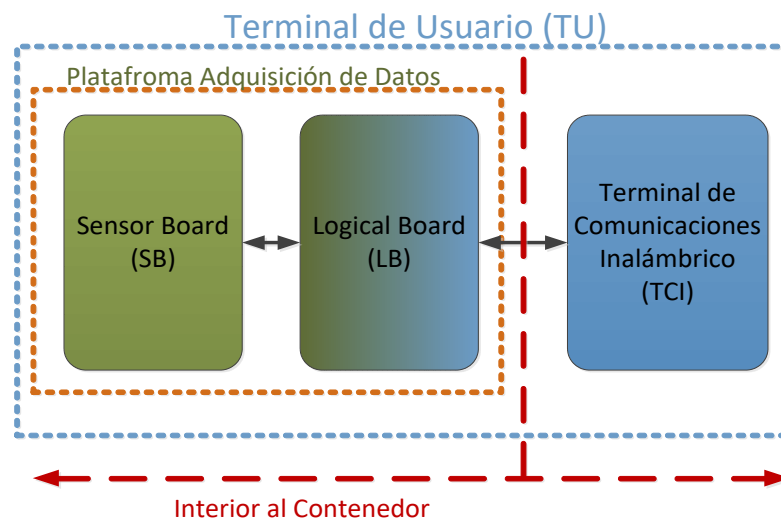 Terminal de Usuario (TU)
Platafroma Adquisición de Datos
Sensor Board
(SB)
Logical Board
(LB)
Terminal de
Comunicaciones
Inalámbrico
(TCI)
Interior al Contenedor